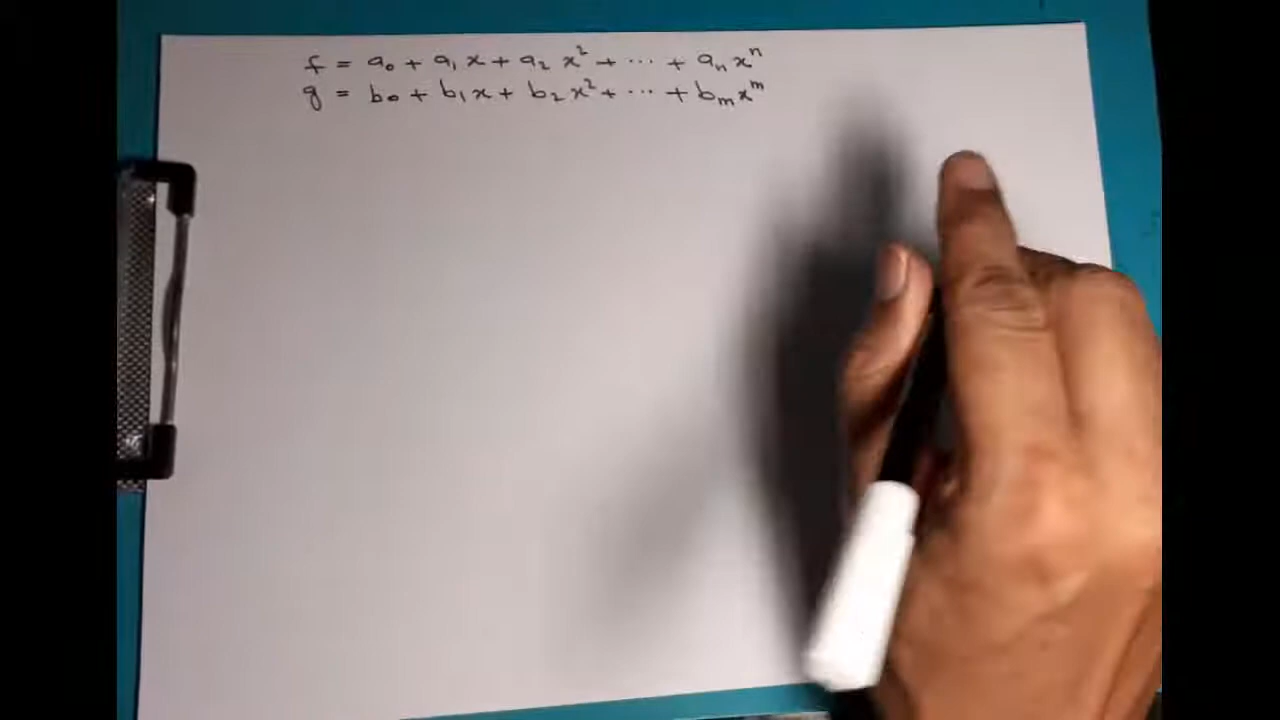 f = a₀ + a₁x + a₂x² + ⋯ + aₙxⁿ
g = b₀ + b₁x + b₂x² + ⋯ + bₘxᵐ